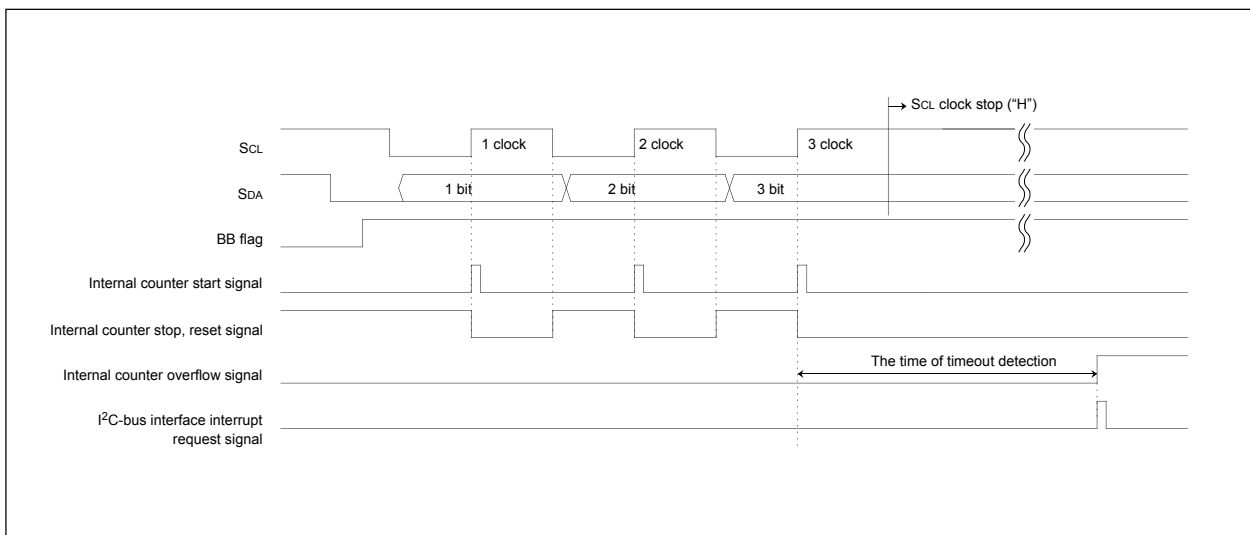 SCL clock stop ("H")
SCL
1 clock
2 clock
3 clock
SDA
1 bit
2 bit
3 bit
BB flag
Internal counter start signal
Internal counter stop, reset signal
The time of timeout detection
Internal counter overflow signal
I²C-bus interface interrupt
request signal